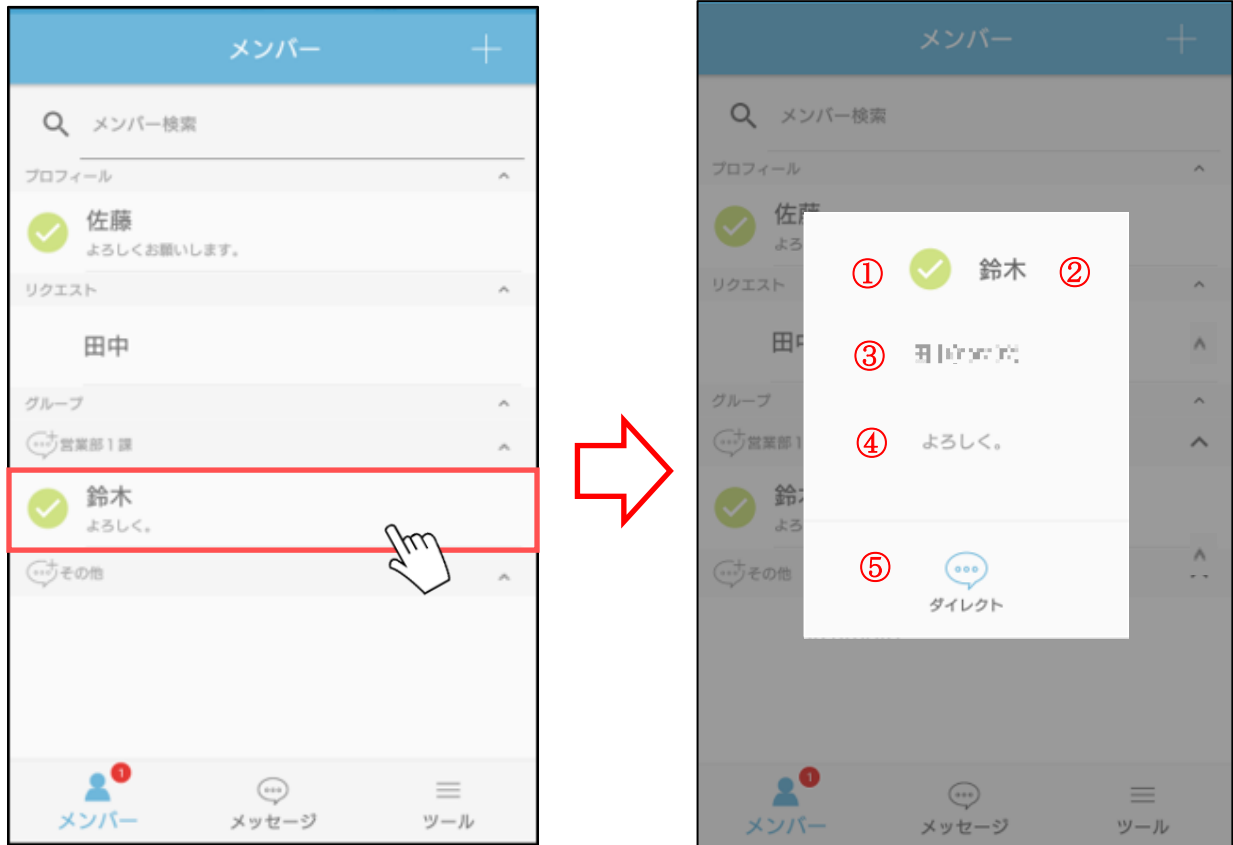 メンバー
メンバー検索
プロフィール
佐藤
よろしくお願いします。
リクエスト
田中
グループ
営業部１課
鈴木
よろしく。
その他
1
メンバー
メッセージ
ツール
メンバー
メンバー検索
プロフィール
佐藤
よろ
リクエスト
田中
グループ
営業部1
鈴木
よろ
その他
① 鈴木 ②
③
④ よろしく。
⑤
ダイレクト
1
メンバー
メッセージ
ツール